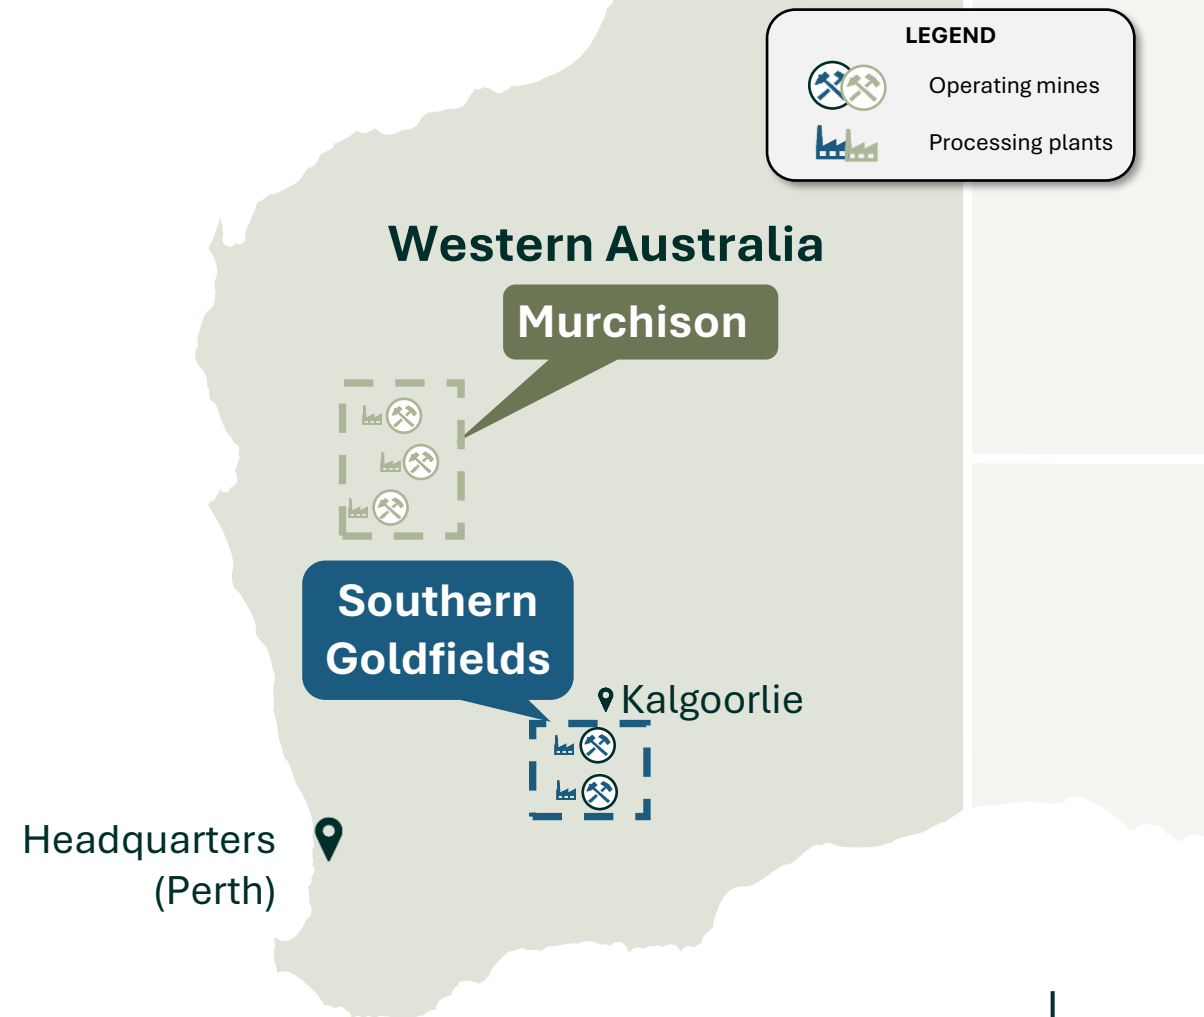 LEGEND
Operating mines
Processing plants
Western Australia
Murchison
Southern
Goldfields
Kalgoorlie
Headquarters
(Perth)